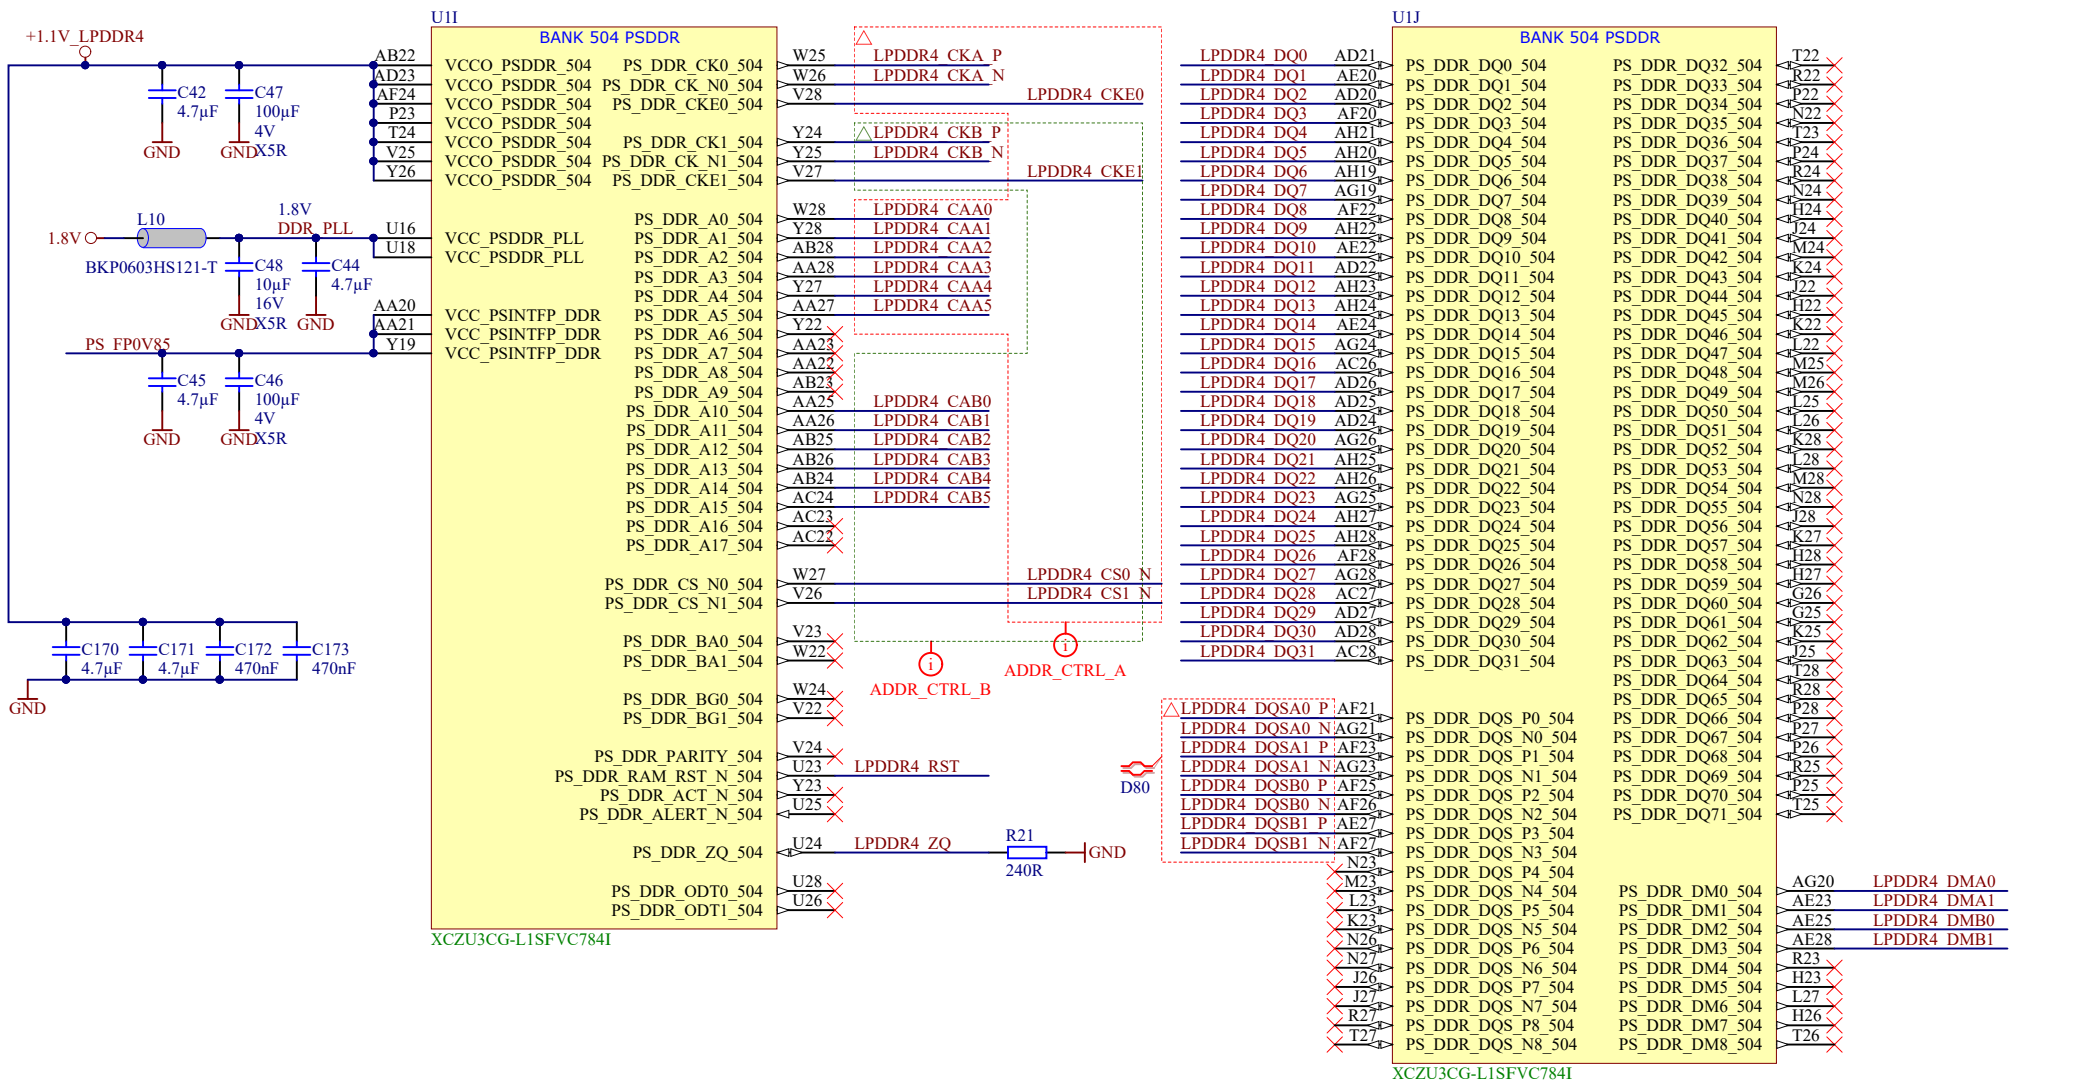 U1I
BANK 504 PSDDR
+1.1V_LPDDR4
C42
4.7µF
GND
C47
100µF
4V
X5R
GND
AB22 VCCO_PSDDR_504
AD23 VCCO_PSDDR_504
AF24 VCCO_PSDDR_504
P23 VCCO_PSDDR_504
T24 VCCO_PSDDR_504
V25 VCCO_PSDDR_504
Y26 VCCO_PSDDR_504
1.8V
L10
BKP0603HS121-T
1.8V
DDR_PLL
C48
10µF
16V
X5R
GND
C44
4.7µF
GND
U16 VCC_PSDDR_PLL
U18 VCC_PSDDR_PLL
AA20 VCC_PSINTFP_DDR
AA21 VCC_PSINTFP_DDR
Y19 VCC_PSINTFP_DDR
PS_FP0V85
C45
4.7µF
GND
C46
100µF
4V
X5R
GND
C170
4.7µF
C171
4.7µF
C172
470nF
C173
470nF
GND
PS_DDR_CK0_504 W25 LPDDR4_CKA_P
PS_DDR_CK_N0_504 W26 LPDDR4_CKA_N
PS_DDR_CKE0_504 V28 LPDDR4_CKE0
PS_DDR_CK1_504 Y24 LPDDR4_CKB_P
PS_DDR_CK_N1_504 Y25 LPDDR4_CKB_N
PS_DDR_CKE1_504 V27 LPDDR4_CKE1
PS_DDR_A0_504 W28 LPDDR4_CAA0
PS_DDR_A1_504 Y28 LPDDR4_CAA1
PS_DDR_A2_504 AB28 LPDDR4_CAA2
PS_DDR_A3_504 AA28 LPDDR4_CAA3
PS_DDR_A4_504 Y27 LPDDR4_CAA4
PS_DDR_A5_504 AA27 LPDDR4_CAA5
PS_DDR_A6_504 Y22
PS_DDR_A7_504 AA23
PS_DDR_A8_504 AA22
PS_DDR_A9_504 AB23
PS_DDR_A10_504 AA25 LPDDR4_CAB0
PS_DDR_A11_504 AA26 LPDDR4_CAB1
PS_DDR_A12_504 AB25 LPDDR4_CAB2
PS_DDR_A13_504 AB26 LPDDR4_CAB3
PS_DDR_A14_504 AB24 LPDDR4_CAB4
PS_DDR_A15_504 AC24 LPDDR4_CAB5
PS_DDR_A16_504 AC23
PS_DDR_A17_504 AC22
PS_DDR_CS_N0_504 W27 LPDDR4_CS0_N
PS_DDR_CS_N1_504 V26 LPDDR4_CS1_N
PS_DDR_BA0_504 V23
PS_DDR_BA1_504 W22
PS_DDR_BG0_504 W24
PS_DDR_BG1_504 V22
PS_DDR_PARITY_504 V24
PS_DDR_RAM_RST_N_504 U23 LPDDR4_RST
PS_DDR_ACT_N_504 Y23
PS_DDR_ALERT_N_504 U25
PS_DDR_ZQ_504 U24 LPDDR4_ZQ
R21
240R
GND
PS_DDR_ODT0_504 U28
PS_DDR_ODT1_504 U26
XCZU3CG-L1SFVC784I
i
ADDR_CTRL_A
i
ADDR_CTRL_B
U1J
BANK 504 PSDDR
LPDDR4_DQ0 AD21 PS_DDR_DQ0_504
LPDDR4_DQ1 AE20 PS_DDR_DQ1_504
LPDDR4_DQ2 AD20 PS_DDR_DQ2_504
LPDDR4_DQ3 AF20 PS_DDR_DQ3_504
LPDDR4_DQ4 AH21 PS_DDR_DQ4_504
LPDDR4_DQ5 AH20 PS_DDR_DQ5_504
LPDDR4_DQ6 AH19 PS_DDR_DQ6_504
LPDDR4_DQ7 AG19 PS_DDR_DQ7_504
LPDDR4_DQ8 AF22 PS_DDR_DQ8_504
LPDDR4_DQ9 AH22 PS_DDR_DQ9_504
LPDDR4_DQ10 AE22 PS_DDR_DQ10_504
LPDDR4_DQ11 AD22 PS_DDR_DQ11_504
LPDDR4_DQ12 AH23 PS_DDR_DQ12_504
LPDDR4_DQ13 AH24 PS_DDR_DQ13_504
LPDDR4_DQ14 AE24 PS_DDR_DQ14_504
LPDDR4_DQ15 AG24 PS_DDR_DQ15_504
LPDDR4_DQ16 AC26 PS_DDR_DQ16_504
LPDDR4_DQ17 AD26 PS_DDR_DQ17_504
LPDDR4_DQ18 AD25 PS_DDR_DQ18_504
LPDDR4_DQ19 AD24 PS_DDR_DQ19_504
LPDDR4_DQ20 AG26 PS_DDR_DQ20_504
LPDDR4_DQ21 AH25 PS_DDR_DQ21_504
LPDDR4_DQ22 AH26 PS_DDR_DQ22_504
LPDDR4_DQ23 AG25 PS_DDR_DQ23_504
LPDDR4_DQ24 AH27 PS_DDR_DQ24_504
LPDDR4_DQ25 AH28 PS_DDR_DQ25_504
LPDDR4_DQ26 AF28 PS_DDR_DQ26_504
LPDDR4_DQ27 AG28 PS_DDR_DQ27_504
LPDDR4_DQ28 AC27 PS_DDR_DQ28_504
LPDDR4_DQ29 AD27 PS_DDR_DQ29_504
LPDDR4_DQ30 AD28 PS_DDR_DQ30_504
LPDDR4_DQ31 AC28 PS_DDR_DQ31_504
D80
LPDDR4_DQSA0_P AF21 PS_DDR_DQS_P0_504
LPDDR4_DQSA0_N AG21 PS_DDR_DQS_N0_504
LPDDR4_DQSA1_P AF23 PS_DDR_DQS_P1_504
LPDDR4_DQSA1_N AG23 PS_DDR_DQS_N1_504
LPDDR4_DQSB0_P AF25 PS_DDR_DQS_P2_504
LPDDR4_DQSB0_N AF26 PS_DDR_DQS_N2_504
LPDDR4_DQSB1_P AE27 PS_DDR_DQS_P3_504
LPDDR4_DQSB1_N AF27 PS_DDR_DQS_N3_504
N23 PS_DDR_DQS_P4_504
M23 PS_DDR_DQS_N4_504
L23 PS_DDR_DQS_P5_504
K23 PS_DDR_DQS_N5_504
N26 PS_DDR_DQS_P6_504
N27 PS_DDR_DQS_N6_504
J26 PS_DDR_DQS_P7_504
J27 PS_DDR_DQS_N7_504
R27 PS_DDR_DQS_P8_504
T27 PS_DDR_DQS_N8_504
PS_DDR_DQ32_504 T22
PS_DDR_DQ33_504 R22
PS_DDR_DQ34_504 P22
PS_DDR_DQ35_504 N22
PS_DDR_DQ36_504 T23
PS_DDR_DQ37_504 P24
PS_DDR_DQ38_504 R24
PS_DDR_DQ39_504 N24
PS_DDR_DQ40_504 H24
PS_DDR_DQ41_504 J24
PS_DDR_DQ42_504 M24
PS_DDR_DQ43_504 K24
PS_DDR_DQ44_504 J22
PS_DDR_DQ45_504 H22
PS_DDR_DQ46_504 K22
PS_DDR_DQ47_504 L22
PS_DDR_DQ48_504 M25
PS_DDR_DQ49_504 M26
PS_DDR_DQ50_504 L25
PS_DDR_DQ51_504 L26
PS_DDR_DQ52_504 K28
PS_DDR_DQ53_504 L28
PS_DDR_DQ54_504 M28
PS_DDR_DQ55_504 N28
PS_DDR_DQ56_504 J28
PS_DDR_DQ57_504 K27
PS_DDR_DQ58_504 H28
PS_DDR_DQ59_504 H27
PS_DDR_DQ60_504 G26
PS_DDR_DQ61_504 G25
PS_DDR_DQ62_504 K25
PS_DDR_DQ63_504 J25
PS_DDR_DQ64_504 T28
PS_DDR_DQ65_504 R28
PS_DDR_DQ66_504 P28
PS_DDR_DQ67_504 P27
PS_DDR_DQ68_504 P26
PS_DDR_DQ69_504 R25
PS_DDR_DQ70_504 P25
PS_DDR_DQ71_504 T25
PS_DDR_DM0_504 AG20 LPDDR4_DMA0
PS_DDR_DM1_504 AE23 LPDDR4_DMA1
PS_DDR_DM2_504 AE25 LPDDR4_DMB0
PS_DDR_DM3_504 AE28 LPDDR4_DMB1
PS_DDR_DM4_504 R23
PS_DDR_DM5_504 H23
PS_DDR_DM6_504 L27
PS_DDR_DM7_504 H26
PS_DDR_DM8_504 T26
XCZU3CG-L1SFVC784I